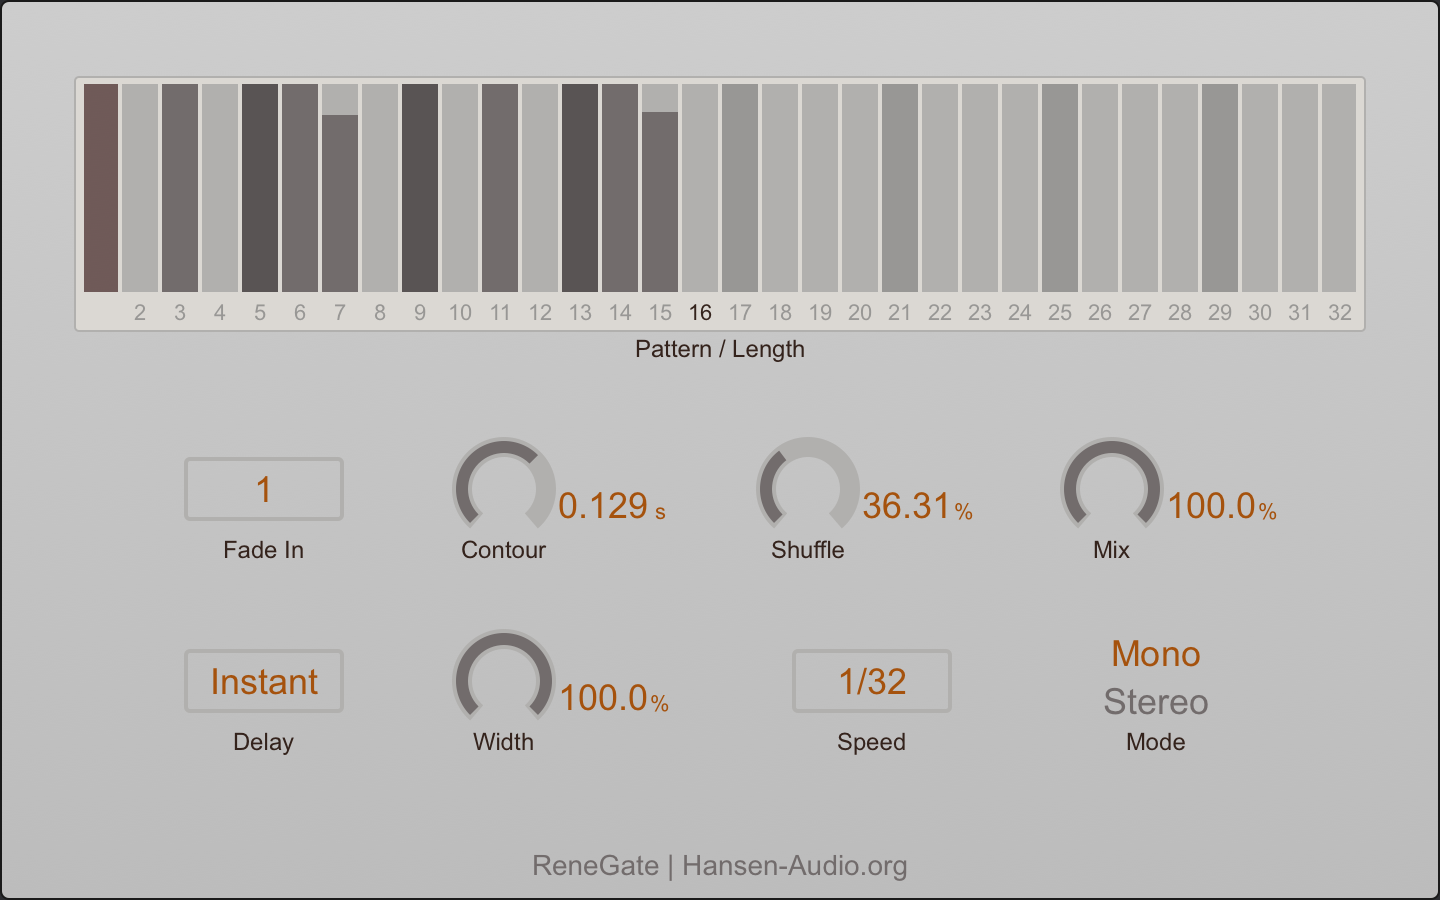 2 3 4 5 6 7 8 9 10 11 12 13 14 15 16 17 18 19 20 21 22 23 24 25 26 27 28 29 30 31 32
Pattern / Length
1 0.129 s 36.31 % 100.0 %
Fade In Contour Shuffle Mix
Mono
Instant 100.0 % 1/32 Stereo
Delay Width Speed Mode
ReneGate | Hansen-Audio.org